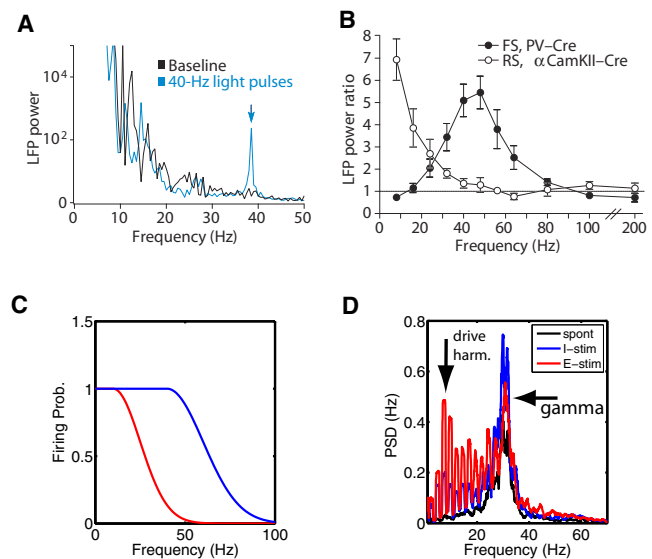 A
Baseline
40-Hz light pulses
LFP power
10^4
10^2
0
10 20 30 40 50
Frequency (Hz)
B
FS, PV–Cre
RS, αCamKII–Cre
LFP power ratio
8
7
6
5
4
3
2
1
0
0 20 40 60 80 100 200
Frequency (Hz)
C
Firing Prob.
1.5
1
0.5
0
0 50 100
Frequency (Hz)
D
spont
I−stim
E−stim
drive
harm.
gamma
PSD (Hz)
0.8
0.6
0.4
0.2
0
20 40 60
Frequency (Hz)